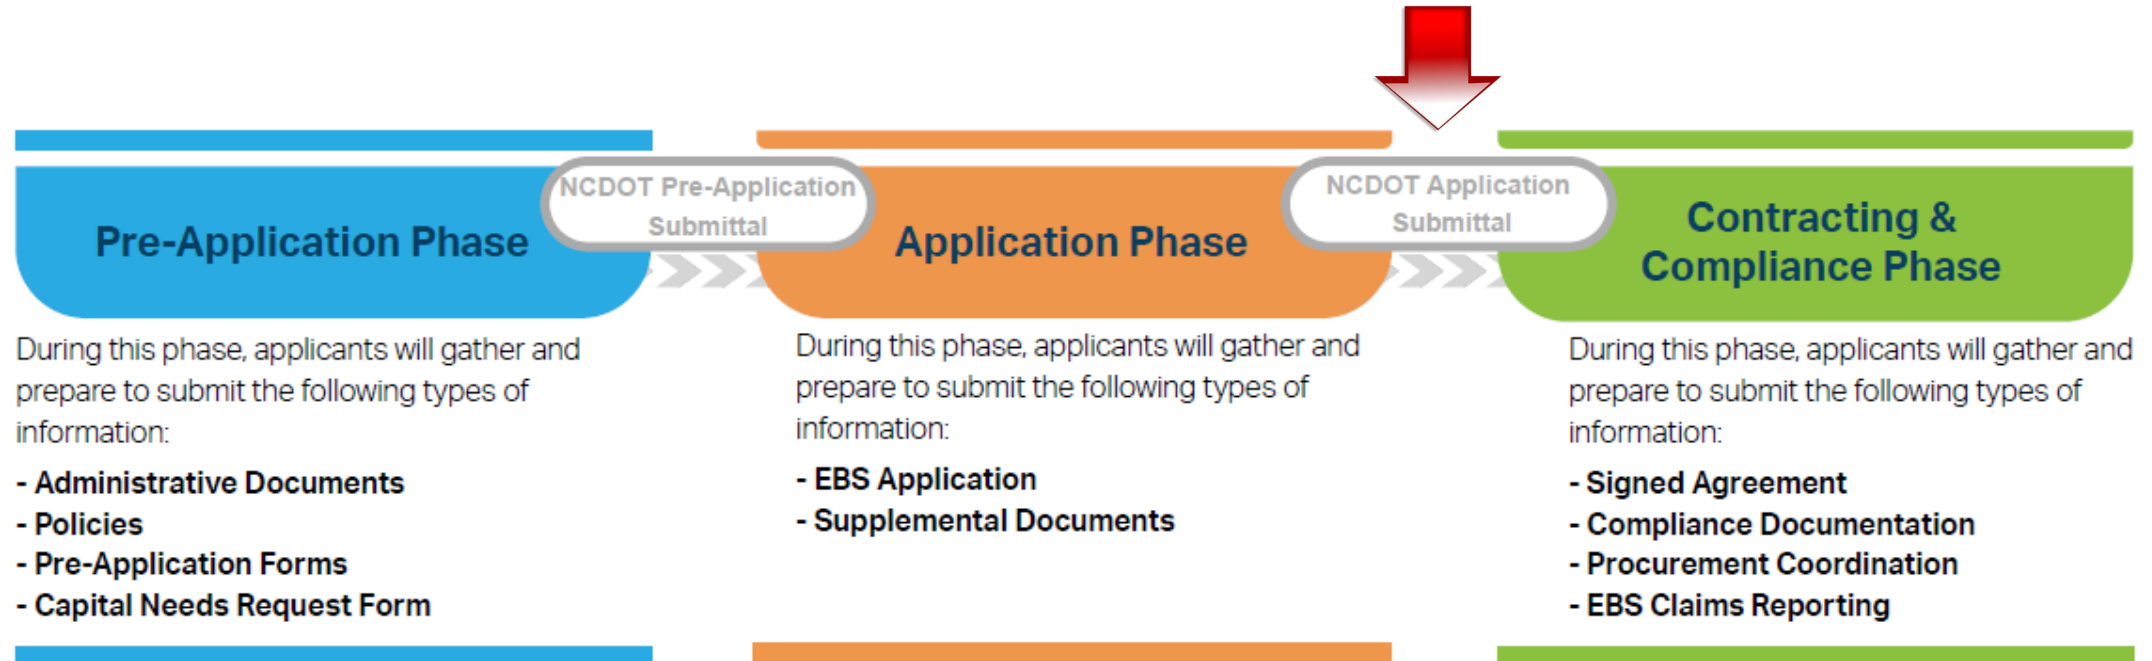 NCDOT Pre-Application
Submittal
NCDOT Application
Submittal
Pre-Application Phase
Application Phase
Contracting &
Compliance Phase
During this phase, applicants will gather and
prepare to submit the following types of
information:
- Administrative Documents
- Policies
- Pre-Application Forms
- Capital Needs Request Form
During this phase, applicants will gather and
prepare to submit the following types of
information:
- EBS Application
- Supplemental Documents
During this phase, applicants will gather and
prepare to submit the following types of
information:
- Signed Agreement
- Compliance Documentation
- Procurement Coordination
- EBS Claims Reporting